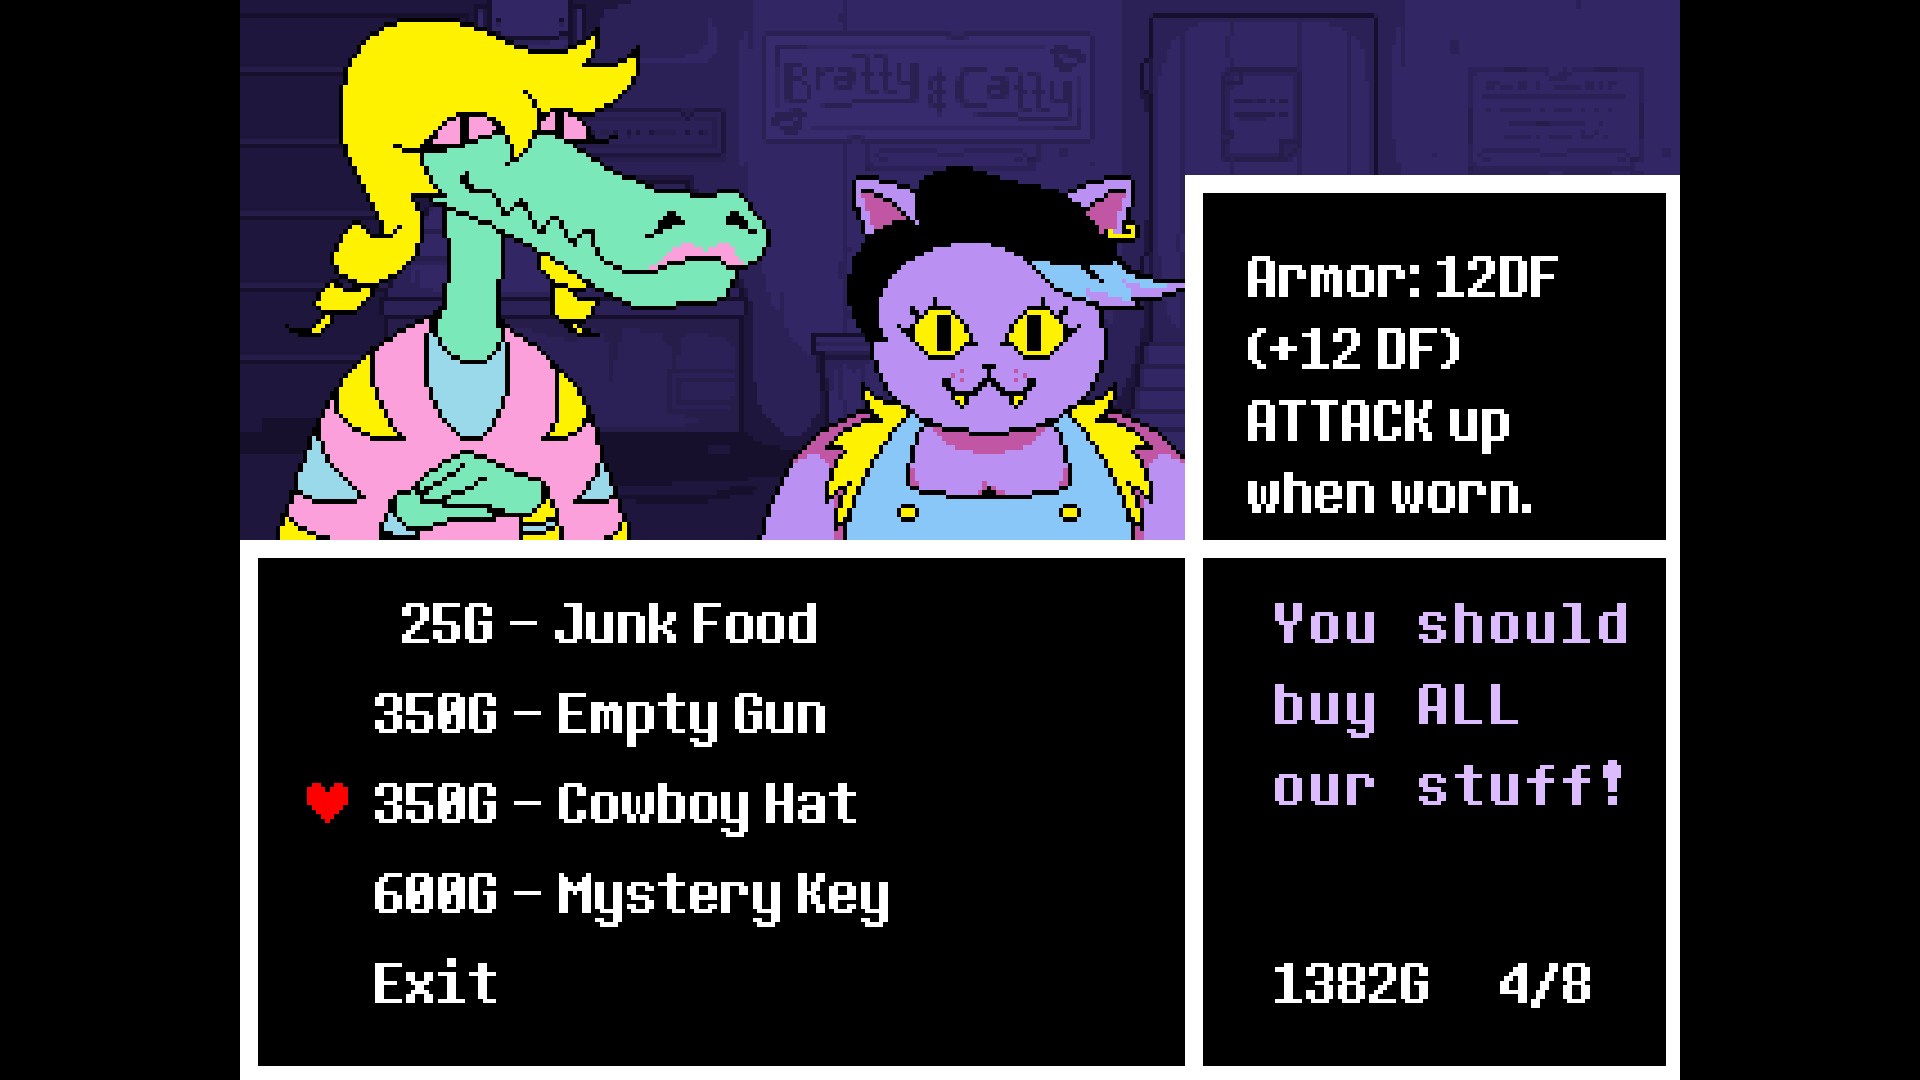 Bratty & Catty
Armor: 12DF
(+12 DF)
ATTACK up
when worn.
25G - Junk Food
350G - Empty Gun
350G - Cowboy Hat
600G - Mystery Key
Exit
You should
buy ALL
our stuff!
1382G 4/8